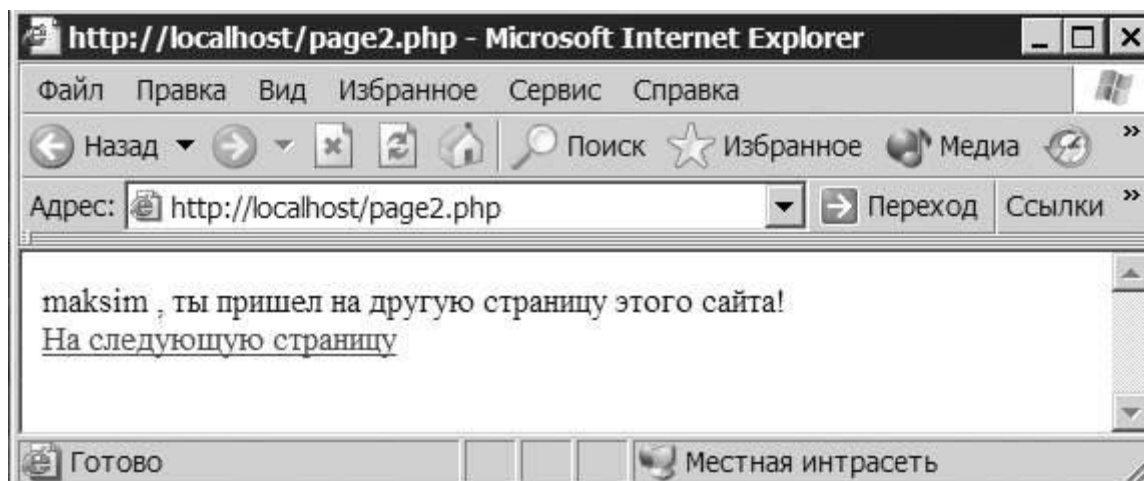 http://localhost/page2.php - Microsoft Internet Explorer
Файл Правка Вид Избранное Сервис Справка
Назад Поиск Избранное Медиа »
Адрес: http://localhost/page2.php Переход Ссылки »
maksim , ты пришел на другую страницу этого сайта!
На следующую страницу
Готово Местная интрасеть